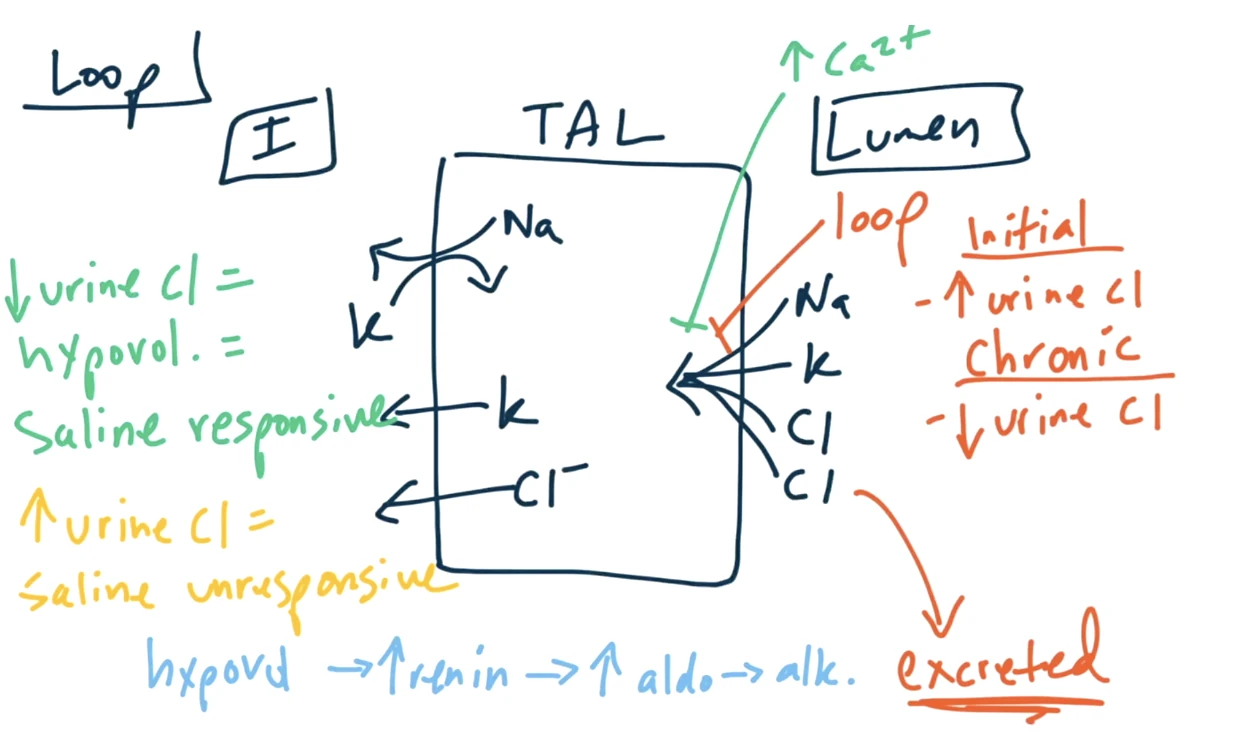 Loop
I
TAL
↑ Ca²⁺
Lumen
Na
K
K
Cl⁻
loop
Na
K
Cl
Cl
Initial
- ↑ urine Cl
Chronic
- ↓ urine Cl
excreted
↓ urine Cl =
hypovol. =
Saline responsive
↑ urine Cl =
Saline unresponsive
hypovol → ↑ renin → ↑ aldo → alk.